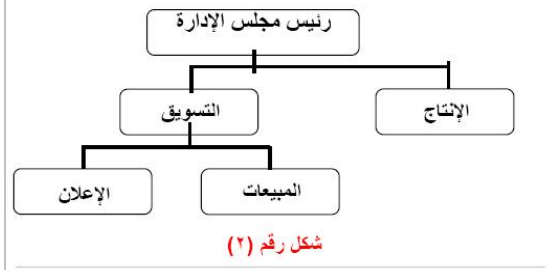 رئيس مجلس الإدارة
الإنتاج
التسويق
المبيعات
الإعلان
شكل رقم (٢)